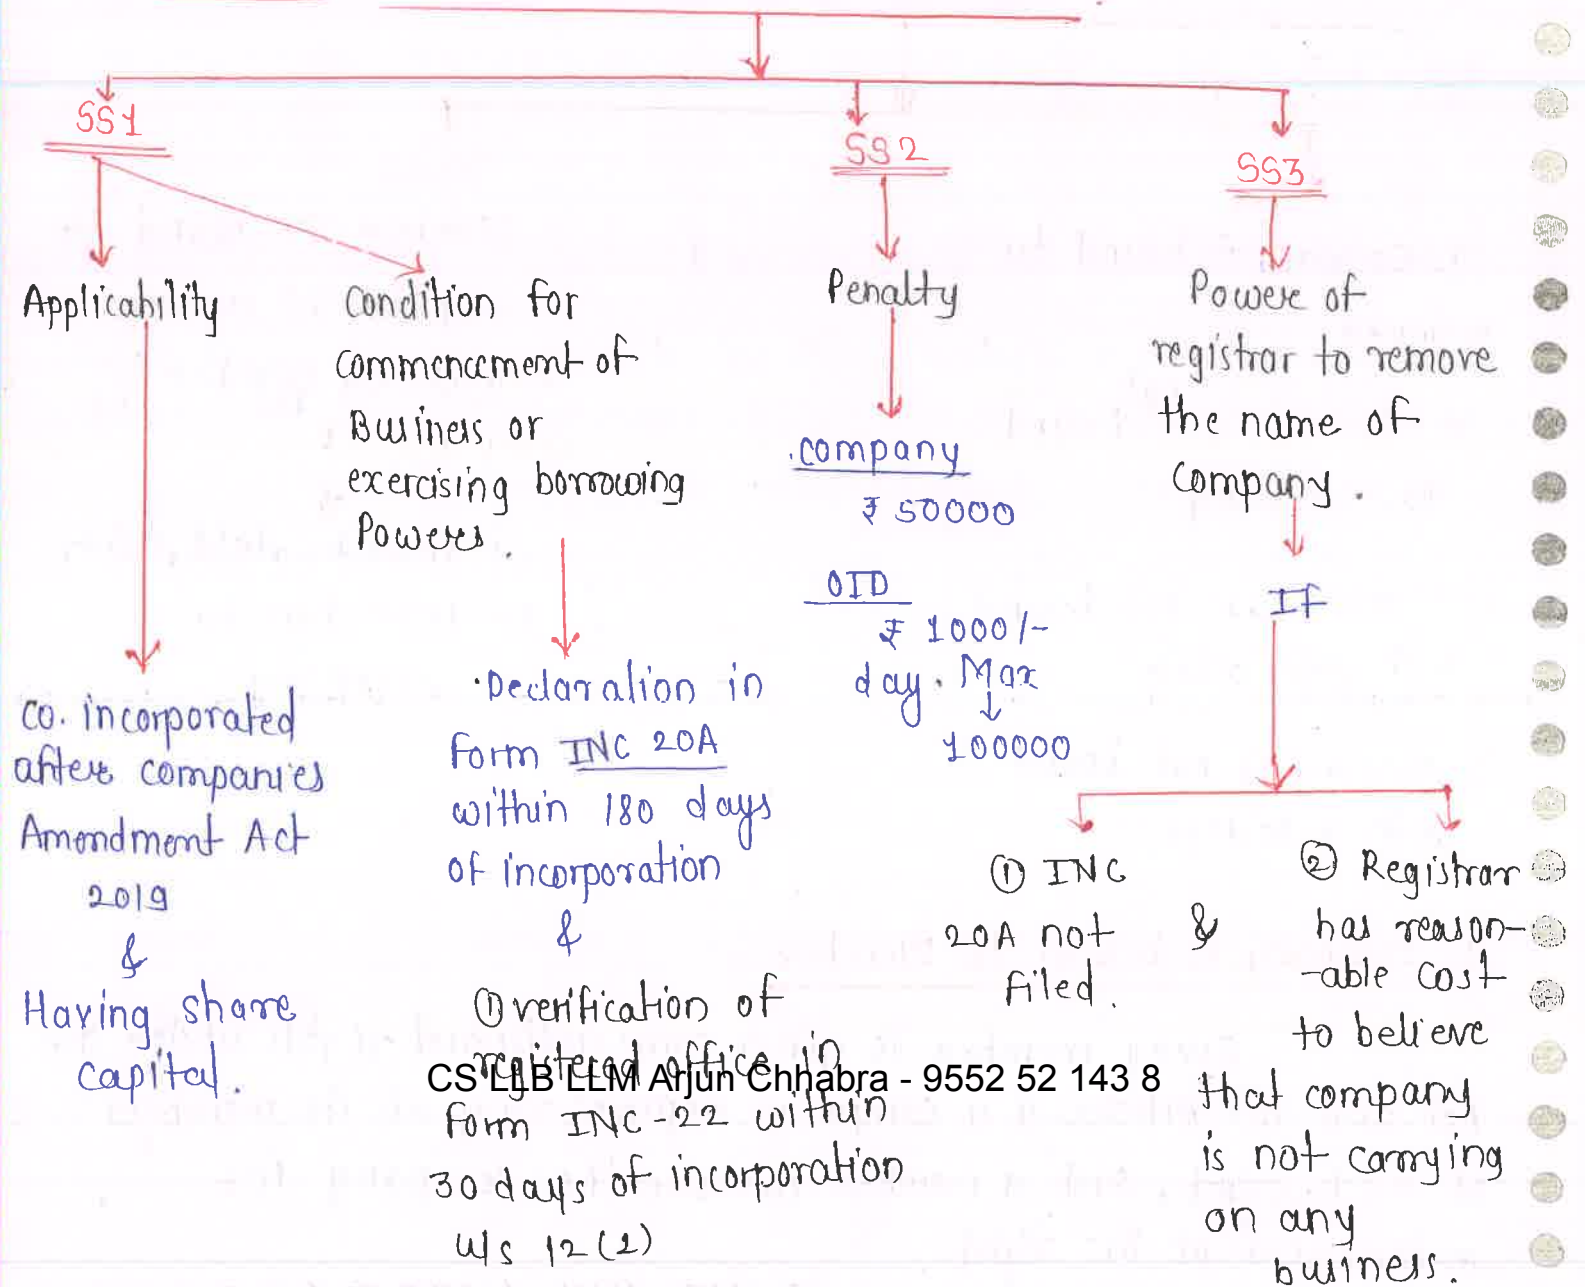 SS1
Applicability
co. incorporated
after companies
Amendment Act
2019
&
Having share
capital.
Condition for
commencement of
Business or
exercising borrowing
Powers.
Declaration in
form INC 20A
within 180 days
of incorporation
&
① verification of
registered office in
form INC-22 within
30 days of incorporation
u/s 12(2)
SS2
Penalty
company
₹ 50000
OID
₹ 1000/-
day. Max
100000
SS3
Power of
registrar to remove
the name of
company.
If
① INC
20A not
filed.
&
② Registrar
has reason-
-able cost
to believe
that company
is not carrying
on any
business.
CS LLB LLM Arjun Chhabra - 9552 52 143 8